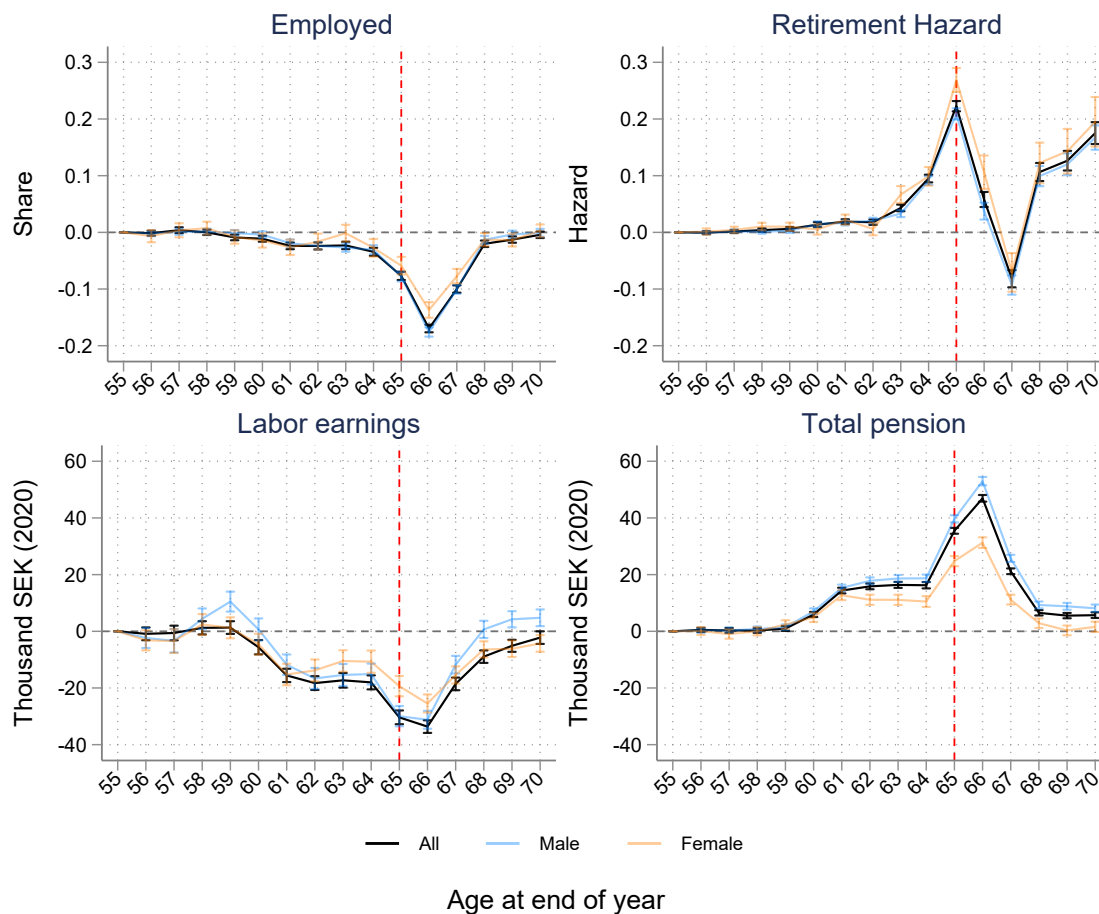 Employed
Share
0.3
0.2
0.1
0.0
-0.1
-0.2
55 56 57 58 59 60 61 62 63 64 65 66 67 68 69 70
Retirement Hazard
Hazard
0.3
0.2
0.1
0.0
-0.1
-0.2
55 56 57 58 59 60 61 62 63 64 65 66 67 68 69 70
Labor earnings
Thousand SEK (2020)
60
40
20
0
-20
-40
55 56 57 58 59 60 61 62 63 64 65 66 67 68 69 70
Total pension
Thousand SEK (2020)
60
40
20
0
-20
-40
55 56 57 58 59 60 61 62 63 64 65 66 67 68 69 70
All Male Female
Age at end of year